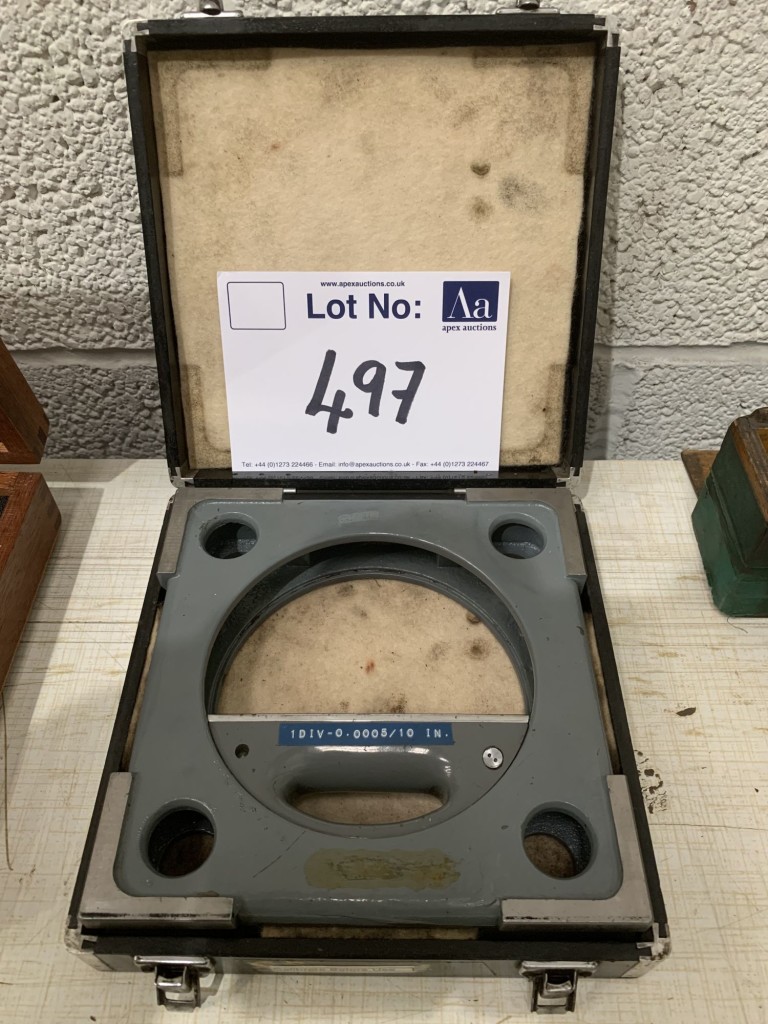 www.apexauctions.co.uk
Lot No:
Aa
apex auctions
497
Tel: +44 (0)1273 224466 - Email: info@apexauctions.co.uk - Fax: +44 (0)1273 224467
1DIV-0.0005/10 IN.